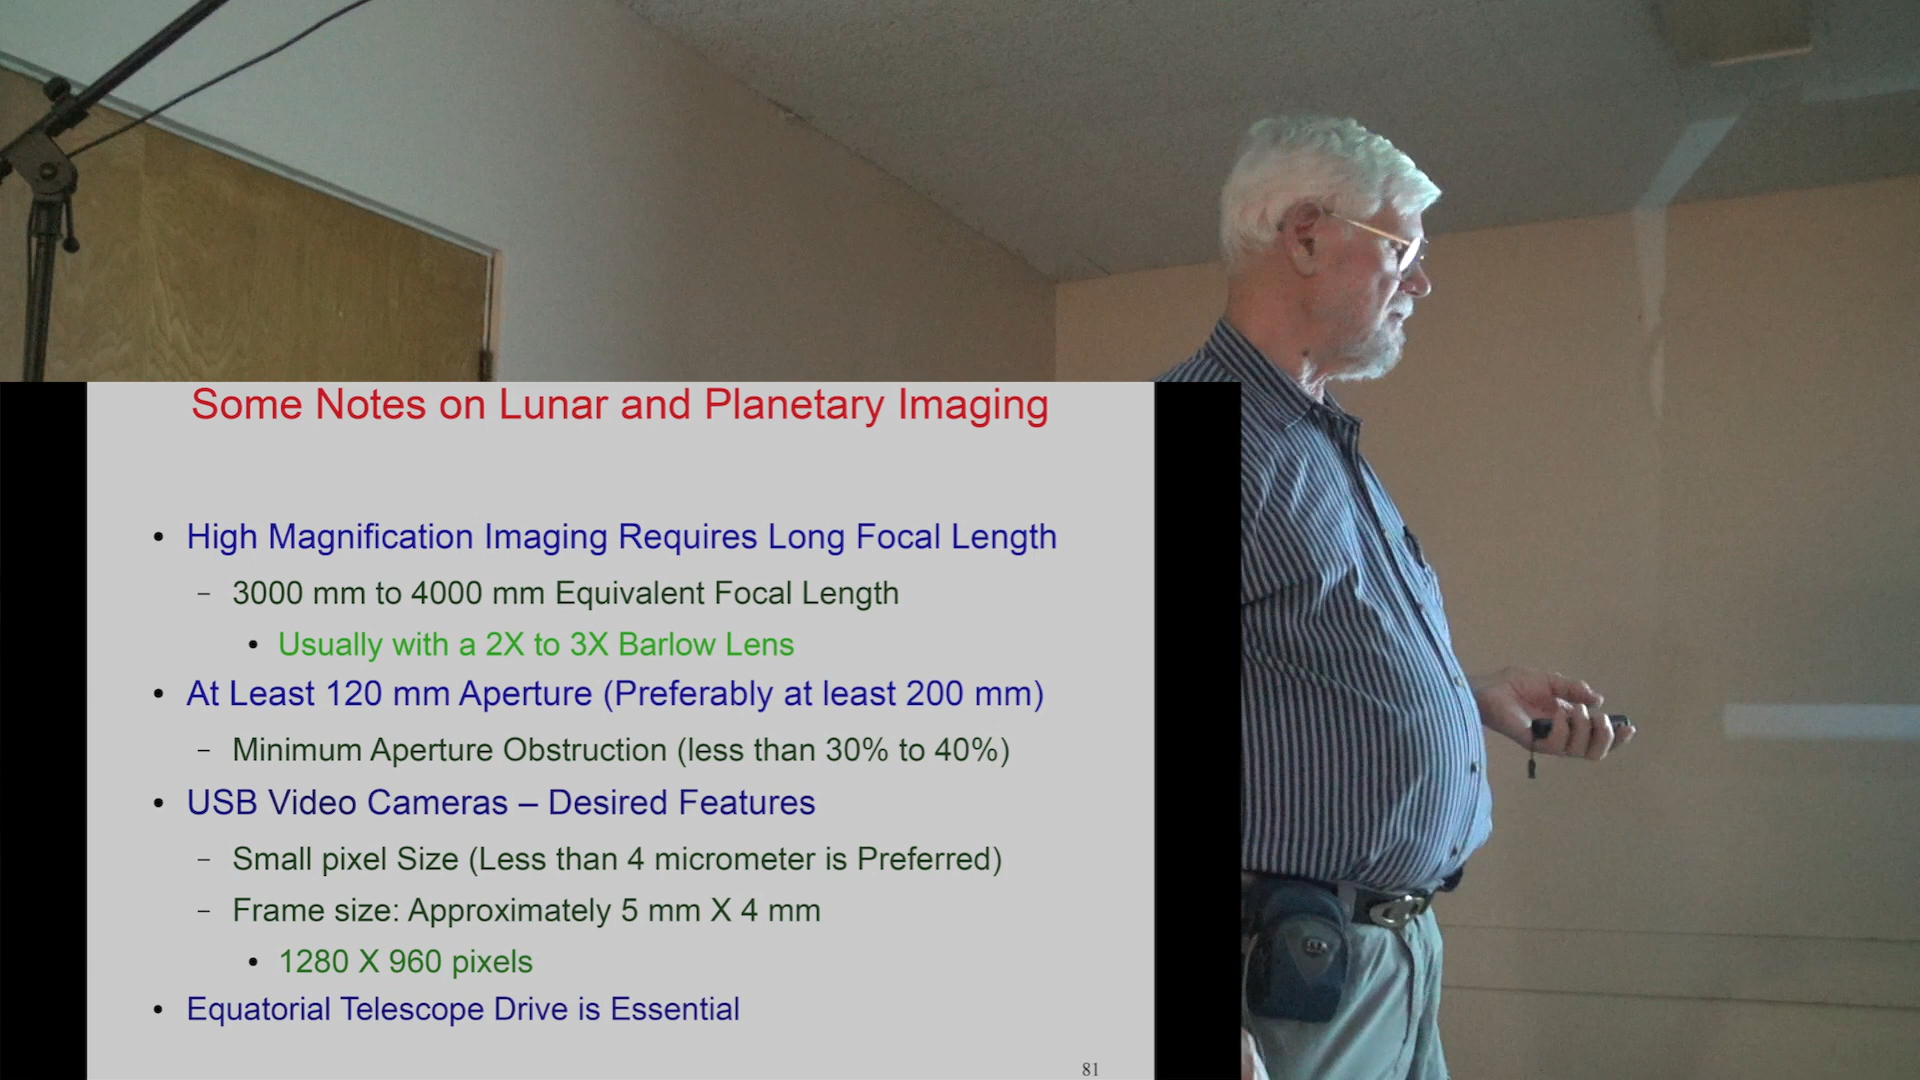 Some Notes on Lunar and Planetary Imaging
• High Magnification Imaging Requires Long Focal Length
– 3000 mm to 4000 mm Equivalent Focal Length
• Usually with a 2X to 3X Barlow Lens
• At Least 120 mm Aperture (Preferably at least 200 mm)
– Minimum Aperture Obstruction (less than 30% to 40%)
• USB Video Cameras – Desired Features
– Small pixel Size (Less than 4 micrometer is Preferred)
– Frame size: Approximately 5 mm X 4 mm
• 1280 X 960 pixels
• Equatorial Telescope Drive is Essential
81